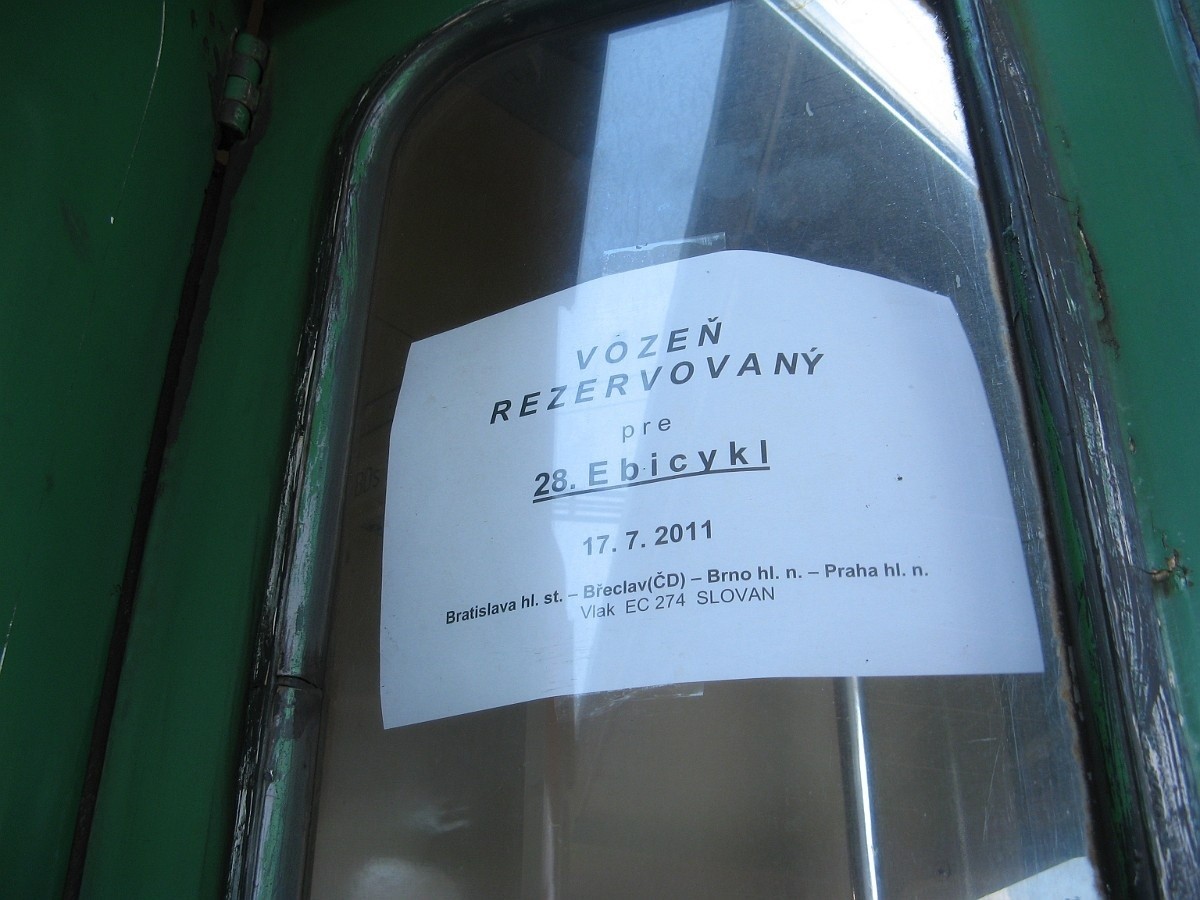 VOZEŇ
REZERVOVANÝ
pre
28. Ebicykl
17. 7. 2011
Bratislava hl. st. – Břeclav(ČD) – Brno hl. n. – Praha hl. n.
Vlak EC 274 SLOVAN